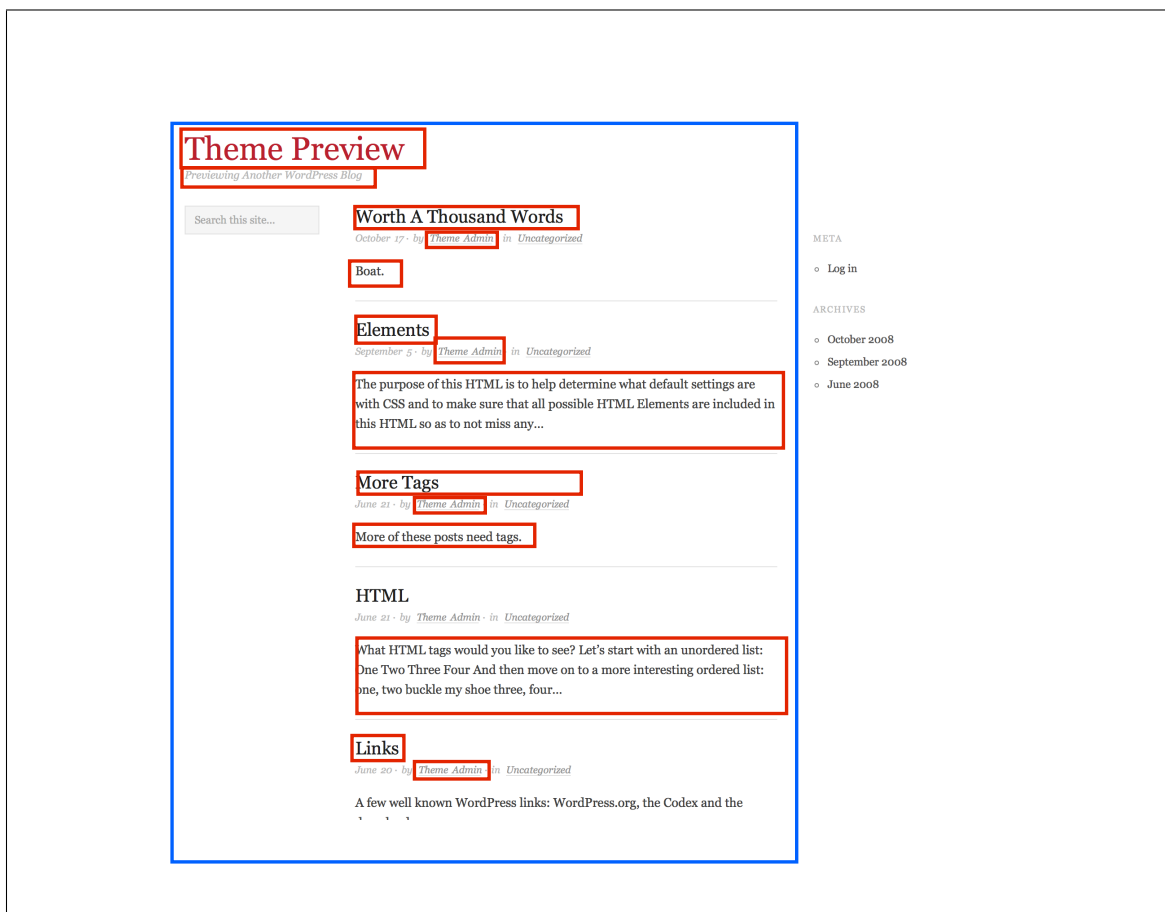 Theme Preview
Previewing Another WordPress Blog
Search this site...
Worth A Thousand Words
October 17 · by Theme Admin · in Uncategorized
Boat.
Elements
September 5 · by Theme Admin · in Uncategorized
The purpose of this HTML is to help determine what default settings are
with CSS and to make sure that all possible HTML Elements are included in
this HTML so as to not miss any...
More Tags
June 21 · by Theme Admin · in Uncategorized
More of these posts need tags.
HTML
June 21 · by Theme Admin · in Uncategorized
What HTML tags would you like to see? Let's start with an unordered list:
One Two Three Four And then move on to a more interesting ordered list:
one, two buckle my shoe three, four...
Links
June 20 · by Theme Admin · in Uncategorized
A few well known WordPress links: WordPress.org, the Codex and the
META
Log in
ARCHIVES
October 2008
September 2008
June 2008